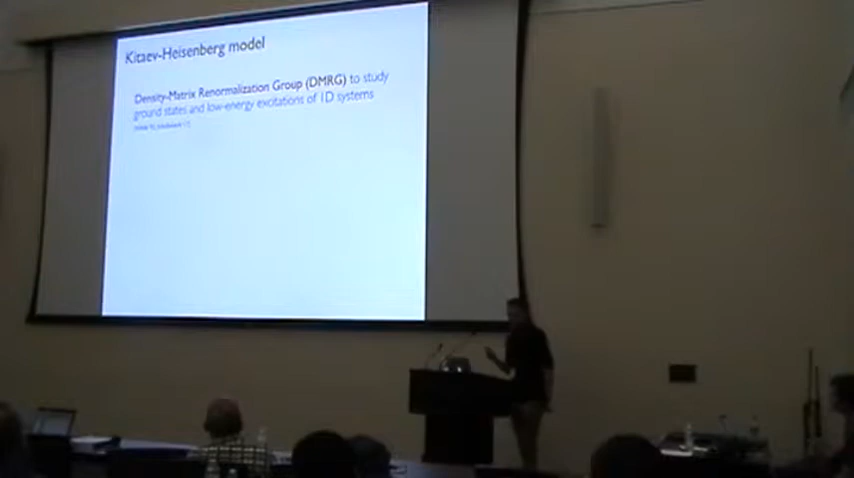 Kitaev-Heisenberg model
Density-Matrix Renormalization Group (DMRG) to study
ground states and low-energy excitations of 1D systems